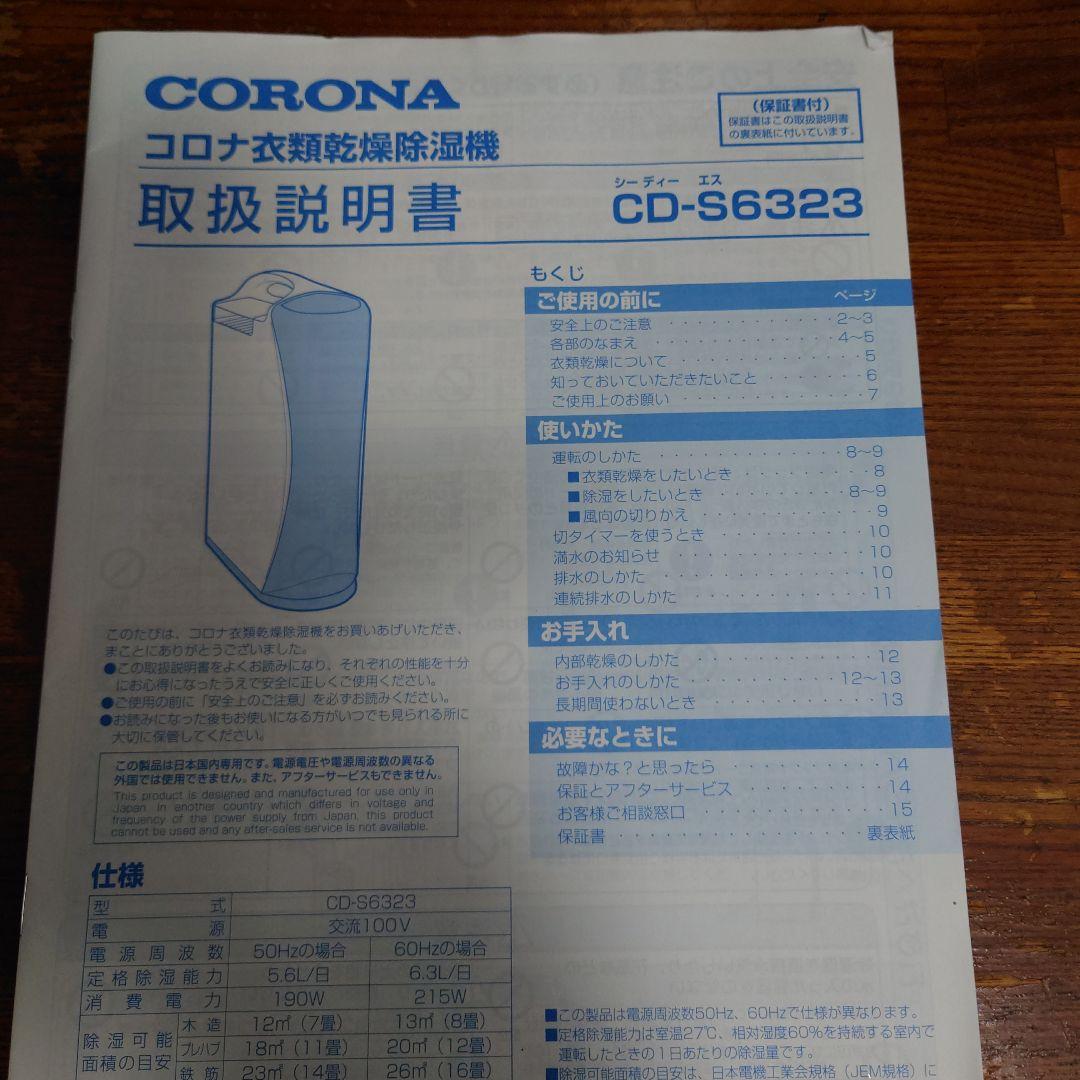 CORONA
コロナ衣類乾燥除湿機
取扱説明書
(保証書付)
保証書はこの取扱説明書
の裏表紙に付いています。
シーディー エス
CD-S6323
もくじ
ご使用の前に ページ
安全上のご注意 ・・・・・・・・・・・・・2~3
各部のなまえ ・・・・・・・・・・・・・4~5
衣類乾燥について ・・・・・・・・・・・・5
知っておいていただきたいこと ・・・・・・・6
ご使用上のお願い ・・・・・・・・・・・・7
使いかた
運転のしかた ・・・・・・・・・・・・・8~9
■衣類乾燥をしたいとき ・・・・・・・・・8
■除湿をしたいとき ・・・・・・・・・8~9
■風向の切りかえ ・・・・・・・・・・・9
切タイマーを使うとき ・・・・・・・・・・10
満水のお知らせ ・・・・・・・・・・・・10
排水のしかた ・・・・・・・・・・・・・10
連続排水のしかた ・・・・・・・・・・・11
お手入れ
内部乾燥のしかた ・・・・・・・・・・・12
お手入れのしかた ・・・・・・・・・12~13
長期間使わないとき ・・・・・・・・・・13
必要なときに
故障かな?と思ったら ・・・・・・・・・・14
保証とアフターサービス ・・・・・・・・・14
お客様ご相談窓口 ・・・・・・・・・・・15
保証書 ・・・・・・・・・・・・・・裏表紙
このたびは、コロナ衣類乾燥除湿機をお買いあげいただき、
まことにありがとうございました。
●この取扱説明書をよくお読みになり、それぞれの性能を十分
にお心得になったうえで安全に正しくご使用ください。
●ご使用の前に「安全上のご注意」を必ずお読みください。
●お読みになった後もお使いになる方がいつでも見られる所に
大切に保管してください。
この製品は日本国内専用です。電源電圧や電源周波数の異なる
外国では使用できません。また、アフターサービスもできません。
This product is designed and manufactured for use only in
Japan. In another country which differs in voltage and
frequency of the power supply from Japan, this product
cannot be used and any after-sales service is not available.
仕様
型式 CD-S6323
電源 交流100V
電源周波数 50Hzの場合 60Hzの場合
定格除湿能力 5.6L/日 6.3L/日
消費電力 190W 215W
除湿可能
面積の目安
木造 12㎡(7畳) 13㎡(8畳)
プレハブ 18㎡(11畳) 20㎡(12畳)
鉄筋 23㎡(14畳) 26㎡(16畳)
■この製品は電源周波数50Hz、60Hzで仕様が異なります。
■定格除湿能力は室温27℃、相対湿度60%を持続する室内で
運転したときの1日あたりの除湿量です。
■除湿可能面積の目安は、日本電機工業会規格(JEM規格)に